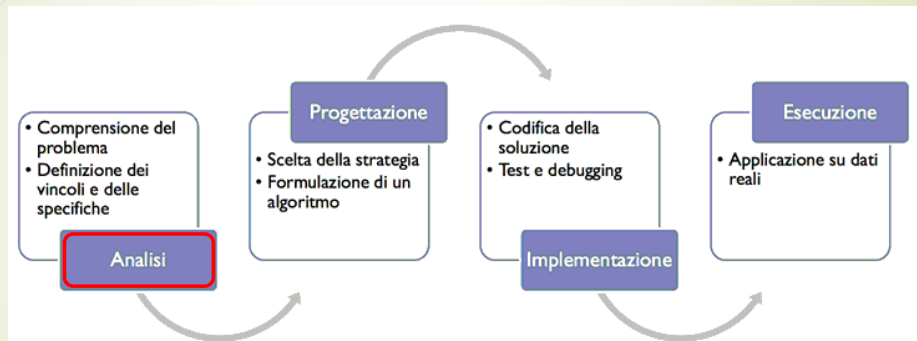 • Comprensione del
problema
• Definizione dei
vincoli e delle
specifiche
Analisi
Progettazione
• Scelta della strategia
• Formulazione di un
algoritmo
• Codifica della
soluzione
• Test e debugging
Implementazione
Esecuzione
• Applicazione su dati
reali